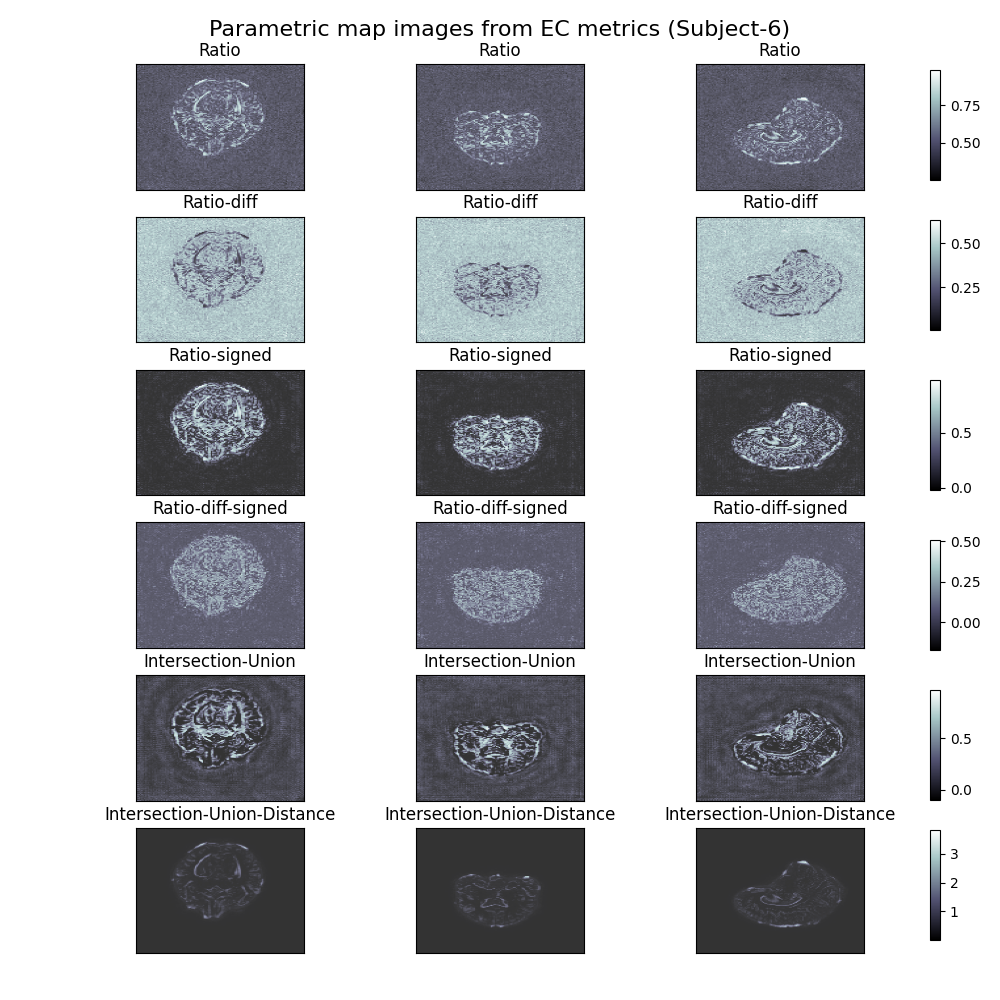 Parametric map images from EC metrics (Subject-6)
Ratio Ratio Ratio
0.75
0.50
Ratio-diff Ratio-diff Ratio-diff
0.50
0.25
Ratio-signed Ratio-signed Ratio-signed
0.5
0.0
Ratio-diff-signed Ratio-diff-signed Ratio-diff-signed
0.50
0.25
0.00
Intersection-Union Intersection-Union Intersection-Union
0.5
0.0
Intersection-Union-Distance Intersection-Union-Distance Intersection-Union-Distance
3
2
1